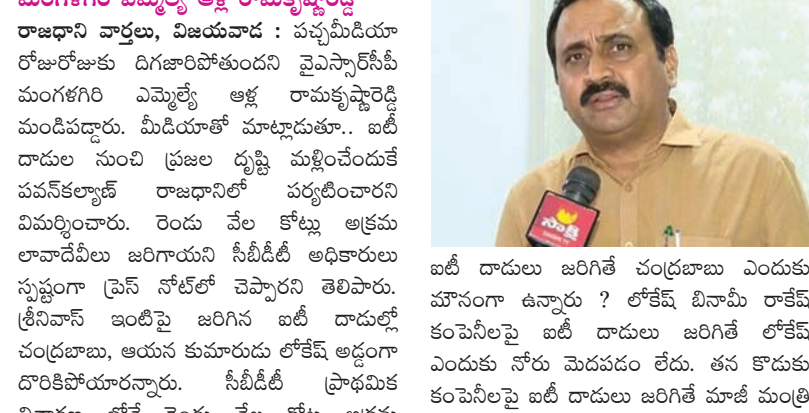 మంగళగిరి ఎమ్మెల్యే ఆళ్ల రామకృష్ణారెడ్డి
రాజధాని వార్తలు, విజయవాడ : పచ్చమీడియా
రోజురోజుకు దిగజారిపోతుందని వైఎస్సార్‌సీపీ
మంగళగిరి ఎమ్మెల్యే ఆళ్ల రామకృష్ణారెడ్డి
మండిపడ్డారు. మీడియాతో మాట్లాడుతూ.. ఐటీ
దాడుల నుంచి ప్రజల దృష్టి మళ్లించేందుకే
పవన్‌కల్యాణ్ రాజధానిలో పర్యటించారని
విమర్శించారు. రెండు వేల కోట్లు అక్రమ
లావాదేవీలు జరిగాయని సీబీడీటీ అధికారులు
స్పష్టంగా ప్రెస్ నోట్‌లో చెప్పారని తెలిపారు.
శ్రీనివాస్ ఇంటిపై జరిగిన ఐటీ దాడుల్లో
చంద్రబాబు, ఆయన కుమారుడు లోకేష్ అడ్డంగా
దొరికిపోయారన్నారు. సీబీడీటీ ప్రాథమిక
సాక్షి
ఐటీ దాడులు జరిగితే చంద్రబాబు ఎందుకు
మౌనంగా ఉన్నారు ? లోకేష్ బినామీ రాకేష్
కంపెనీలపై ఐటీ దాడులు జరిగితే లోకేష్
ఎందుకు నోరు మెదపడం లేదు. తన కొడుకు
కంపెనీలపై ఐటీ దాడులు జరిగితే మాజీ మంత్రి